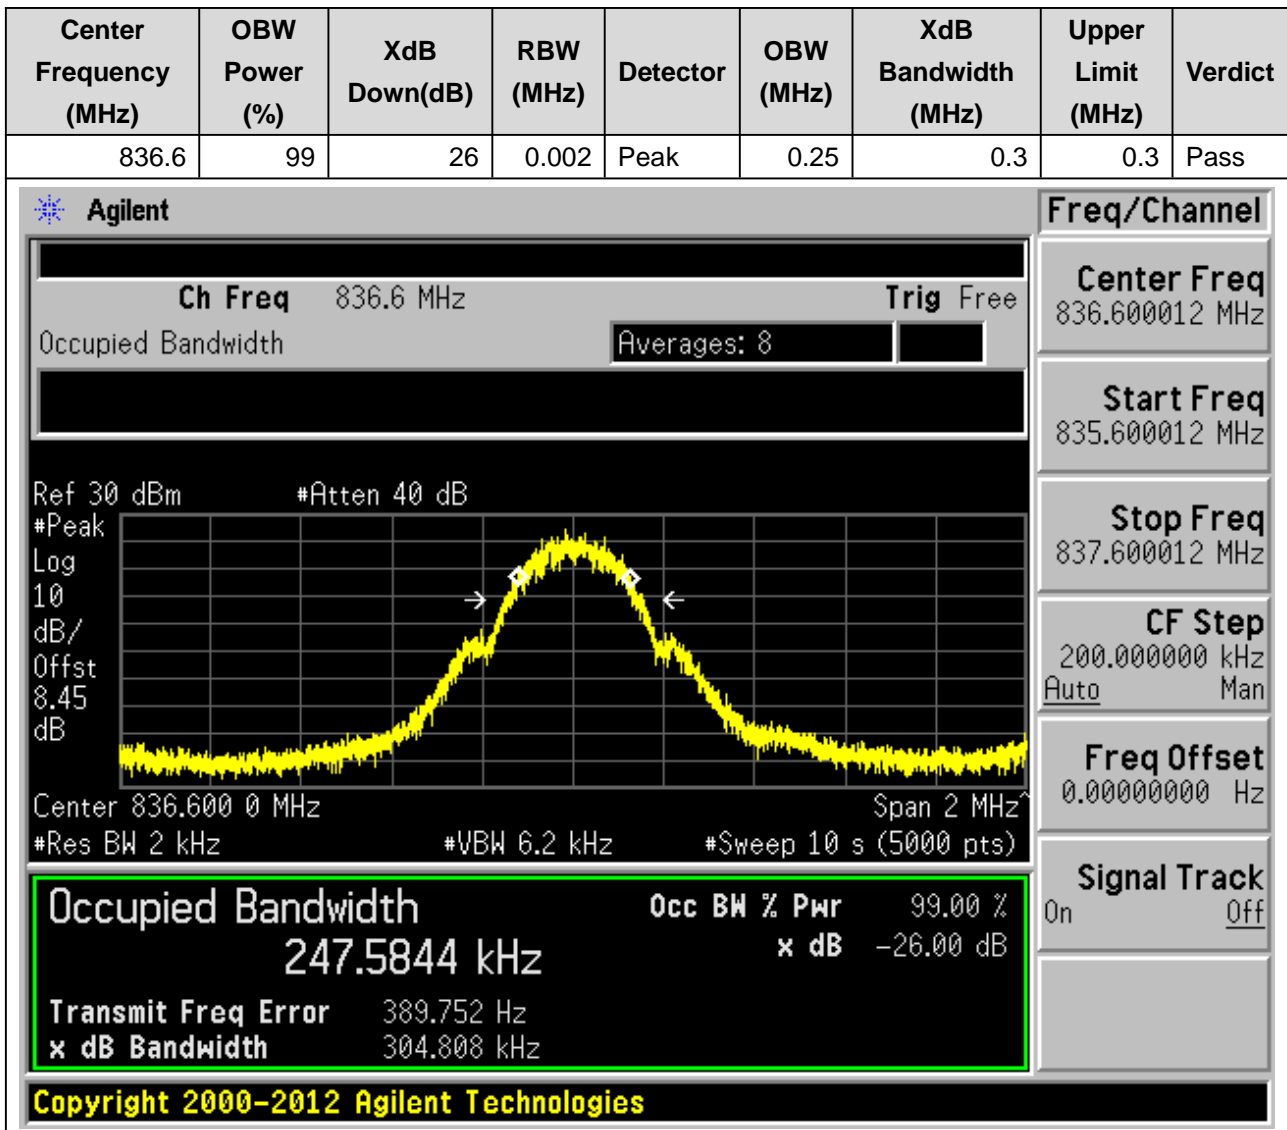 Center Frequency (MHz) OBW Power (%) XdB Down(dB) RBW (MHz) Detector OBW (MHz) XdB Bandwidth (MHz) Upper Limit (MHz) Verdict
836.6 99 26 0.002 Peak 0.25 0.3 0.3 Pass
Agilent
Freq/Channel
Ch Freq 836.6 MHz Trig Free
Occupied Bandwidth Averages: 8
Center Freq
836.600012 MHz
Start Freq
835.600012 MHz
Stop Freq
837.600012 MHz
CF Step
200.000000 kHz
Auto Man
Freq Offset
0.00000000 Hz
Signal Track
On Off
Ref 30 dBm #Atten 40 dB
#Peak
Log
10
dB/
Offst
8.45
dB
Center 836.600 0 MHz Span 2 MHz^
#Res BW 2 kHz #VBW 6.2 kHz #Sweep 10 s (5000 pts)
Occupied Bandwidth Occ BW % Pwr 99.00 %
247.5844 kHz x dB -26.00 dB
Transmit Freq Error 389.752 Hz
x dB Bandwidth 304.808 kHz
Copyright 2000-2012 Agilent Technologies